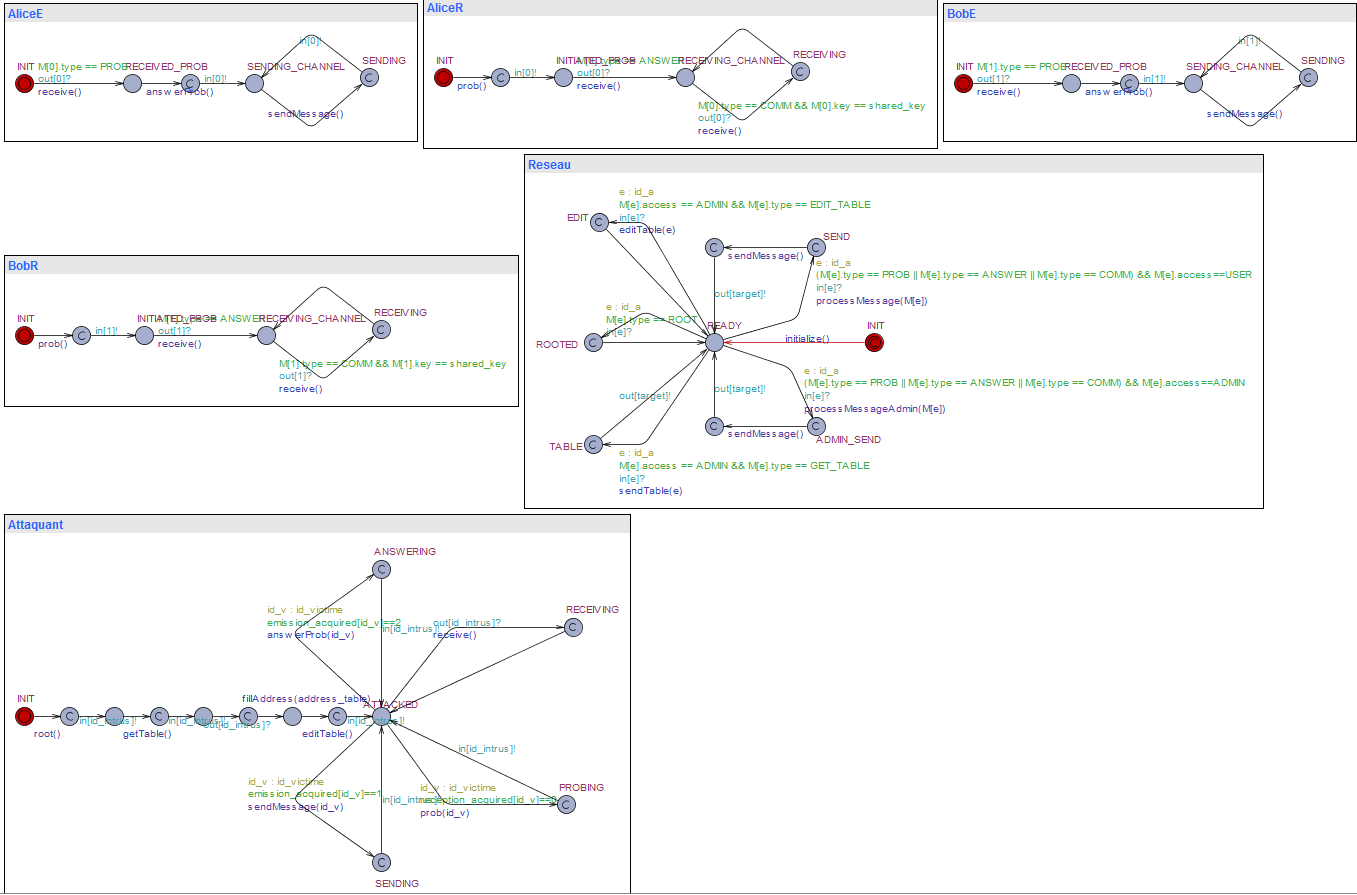 AliceE
INIT
M[0].type == PROB
out[0]?
receive()
RECEIVED_PROB
in[0]!
answerProb()
SENDING_CHANNEL
in[0]!
SENDING
sendMessage()
AliceR
INIT
prob()
in[0]!
INITIATED_PROB
M[0].type == ANSWER
out[0]?
receive()
RECEIVING_CHANNEL
RECEIVING
M[0].type == COMM && M[0].key == shared_key
out[0]?
receive()
BobE
INIT
M[1].type == PROB
out[1]?
receive()
RECEIVED_PROB
in[1]!
answerProb()
SENDING_CHANNEL
in[1]!
SENDING
sendMessage()
Reseau
e : id_a
M[e].access == ADMIN && M[e].type == EDIT_TABLE
in[e]?
editTable(e)
EDIT
SEND
sendMessage()
e : id_a
(M[e].type == PROB || M[e].type == ANSWER || M[e].type == COMM) && M[e].access==USER
in[e]?
processMessage(M[e])
out[target]!
e : id_a
M[e].type == ROOT
in[e]?
READY
INIT
initialize()
ROOTED
e : id_a
(M[e].type == PROB || M[e].type == ANSWER || M[e].type == COMM) && M[e].access==ADMIN
in[e]?
processMessageAdmin(M[e])
out[target]!
out[target]!
sendMessage()
ADMIN_SEND
TABLE
e : id_a
M[e].access == ADMIN && M[e].type == GET_TABLE
in[e]?
sendTable(e)
BobR
INIT
prob()
in[1]!
INITIATED_PROB
M[1].type == ANSWER
out[1]?
receive()
RECEIVING_CHANNEL
RECEIVING
M[1].type == COMM && M[1].key == shared_key
out[1]?
receive()
Attaquant
ANSWERING
id_v : id_victime
emission_acquired[id_v]==2
answerProb(id_v)
in[id_intrus]!
out[id_intrus]?
receive()
RECEIVING
INIT
root()
in[id_intrus]!
getTable()
in[id_intrus]!
out[id_intrus]?
fillAddress(address_table)
editTable()
in[id_intrus]!
ATTACKED
in[id_intrus]!
id_v : id_victime
emission_acquired[id_v]==1
sendMessage(id_v)
in[id_intrus]!
id_v : id_victime
prob(id_v)
PROBING
SENDING